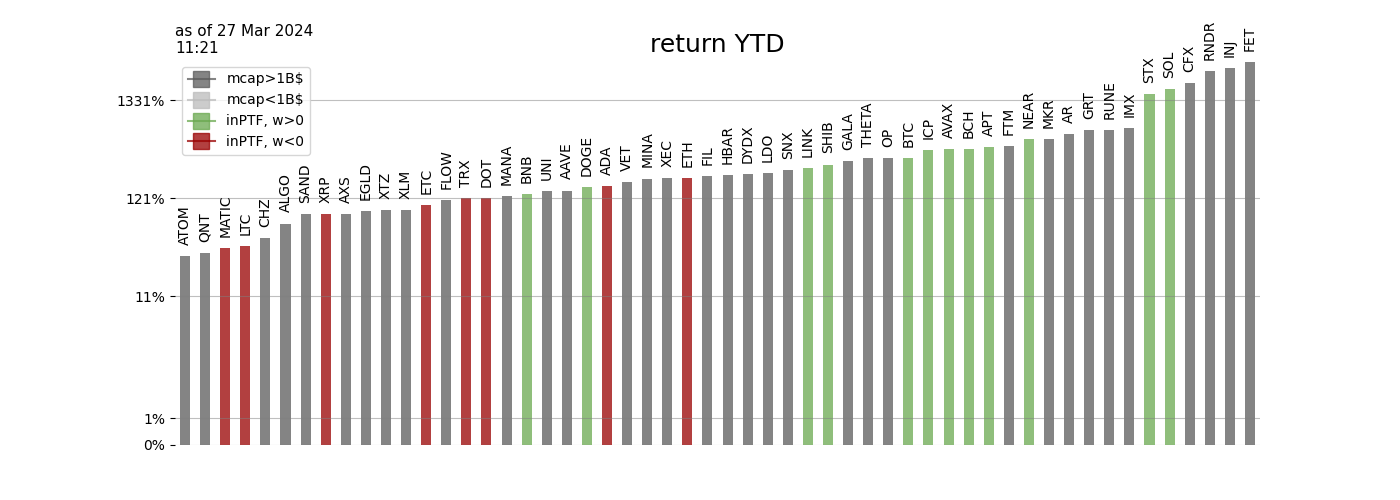 as of 27 Mar 2024
11:21
return YTD
mcap>1B$
mcap<1B$
inPTF, w>0
inPTF, w<0
1331%
121%
11%
1%
0%
ATOM
QNT
MATIC
LTC
CHZ
ALGO
SAND
XRP
AXS
EGLD
XTZ
XLM
ETC
FLOW
TRX
DOT
MANA
BNB
UNI
AAVE
DOGE
ADA
VET
MINA
XEC
ETH
FIL
HBAR
DYDX
LDO
SNX
LINK
SHIB
GALA
THETA
OP
BTC
ICP
AVAX
BCH
APT
FTM
NEAR
MKR
AR
GRT
RUNE
IMX
STX
SOL
CFX
RNDR
INJ
FET